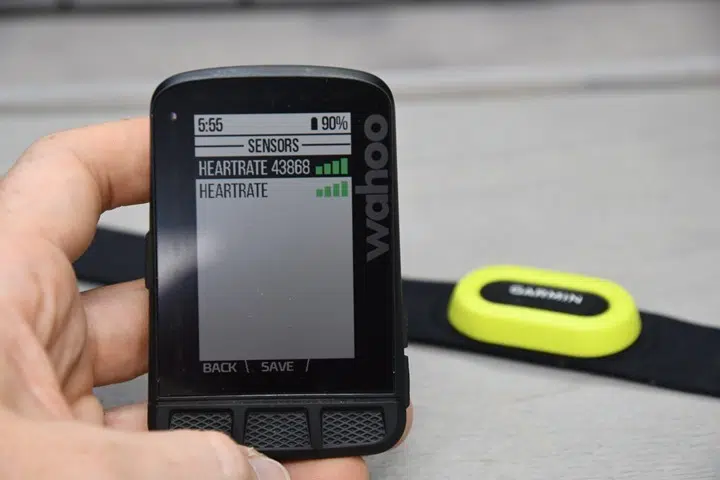 5:55 90%
SENSORS
HEARTRATE 43868
HEARTRATE
BACK SAVE
wahoo
GARMIN